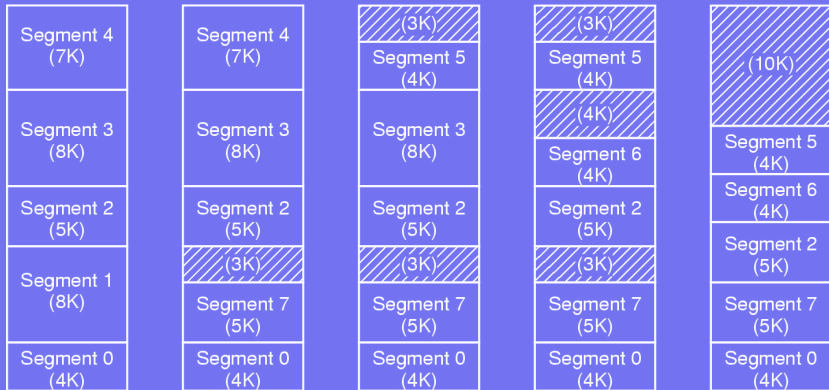 Segment 4
(7K)
Segment 3
(8K)
Segment 2
(5K)
Segment 1
(8K)
Segment 0
(4K)
Segment 4
(7K)
Segment 3
(8K)
Segment 2
(5K)
(3K)
Segment 7
(5K)
Segment 0
(4K)
(3K)
Segment 5
(4K)
Segment 3
(8K)
Segment 2
(5K)
(3K)
Segment 7
(5K)
Segment 0
(4K)
(3K)
Segment 5
(4K)
(4K)
Segment 6
(4K)
Segment 2
(5K)
(3K)
Segment 7
(5K)
Segment 0
(4K)
(10K)
Segment 5
(4K)
Segment 6
(4K)
Segment 2
(5K)
Segment 7
(5K)
Segment 0
(4K)